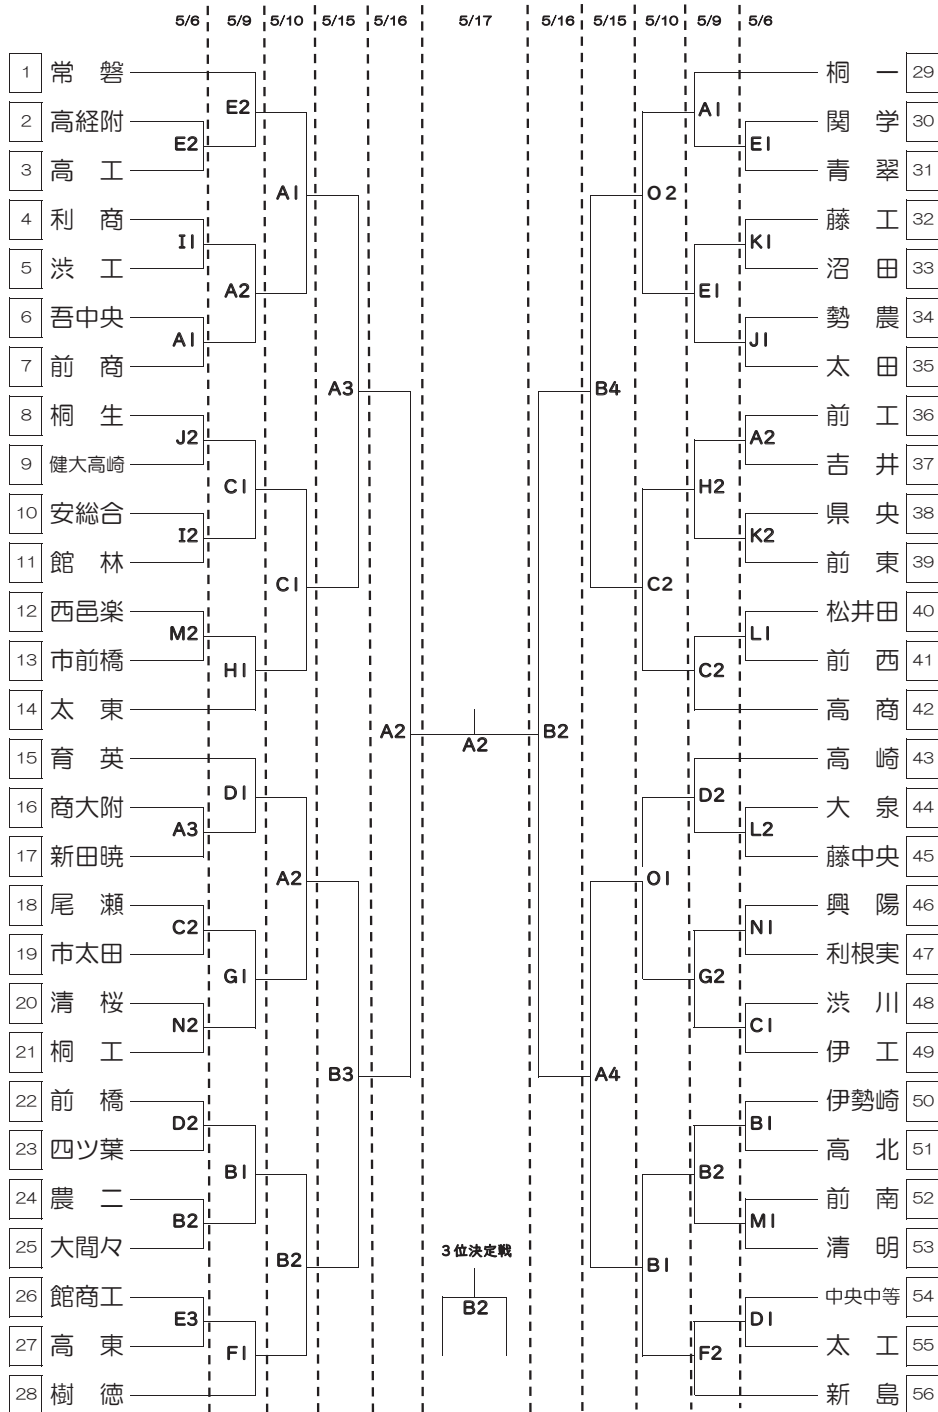 5/6 5/9 5/10 5/15 5/16 5/17 5/16 5/15 5/10 5/9 5/6
1 常磐
2 高経附
3 高工
4 利商
5 渋工
6 吾中央
7 前商
8 桐生
9 健大高崎
10 安総合
11 館林
12 西邑楽
13 市前橋
14 太東
15 育英
16 商大附
17 新田暁
18 尾瀬
19 市太田
20 清桜
21 桐工
22 前橋
23 四ツ葉
24 農二
25 大間々
26 館商工
27 高東
28 樹徳
E2
I1
A1
J2
I2
M2
A3
C2
N2
D2
B2
E3
E2
A2
C1
H1
D1
G1
B1
F1
A1
C1
A2
B2
A3
B3
A2
A2
3位決定戦
B2
B2
B4
A4
O2
C2
O1
B1
A1
E1
H2
C2
D2
G2
B2
F2
E1
K1
J1
A2
K2
L1
L2
N1
C1
B1
M1
D1
桐一 29
関学 30
青翠 31
藤工 32
沼田 33
勢農 34
太田 35
前工 36
吉井 37
県央 38
前東 39
松井田 40
前西 41
高商 42
高崎 43
大泉 44
藤中央 45
興陽 46
利根実 47
渋川 48
伊工 49
伊勢崎 50
高北 51
前南 52
清明 53
中央中等 54
太工 55
新島 56